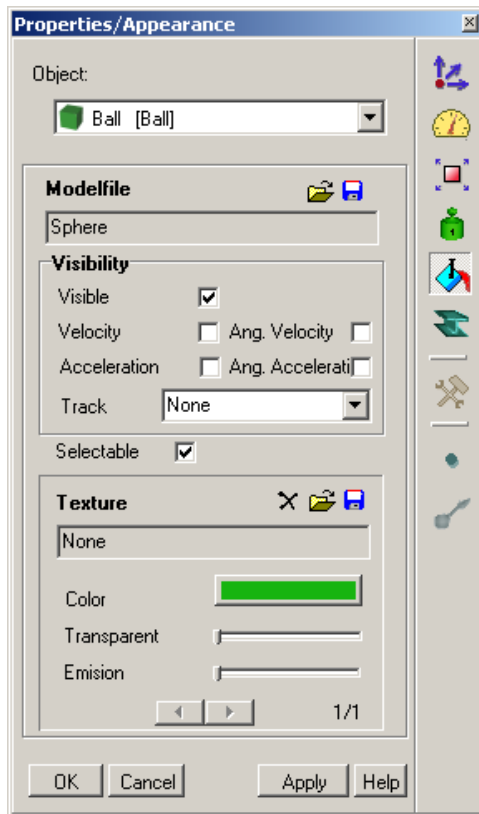 Properties/Appearance
Object:
Ball [Ball]
Modelfile
Sphere
Visibility
Visible
Velocity Ang. Velocity
Acceleration Ang. Accelerati
Track None
Selectable
Texture
None
Color
Transparent
Emision
1/1
OK Cancel Apply Help